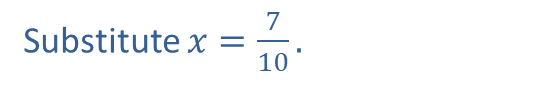 Substitute x = 7/10.